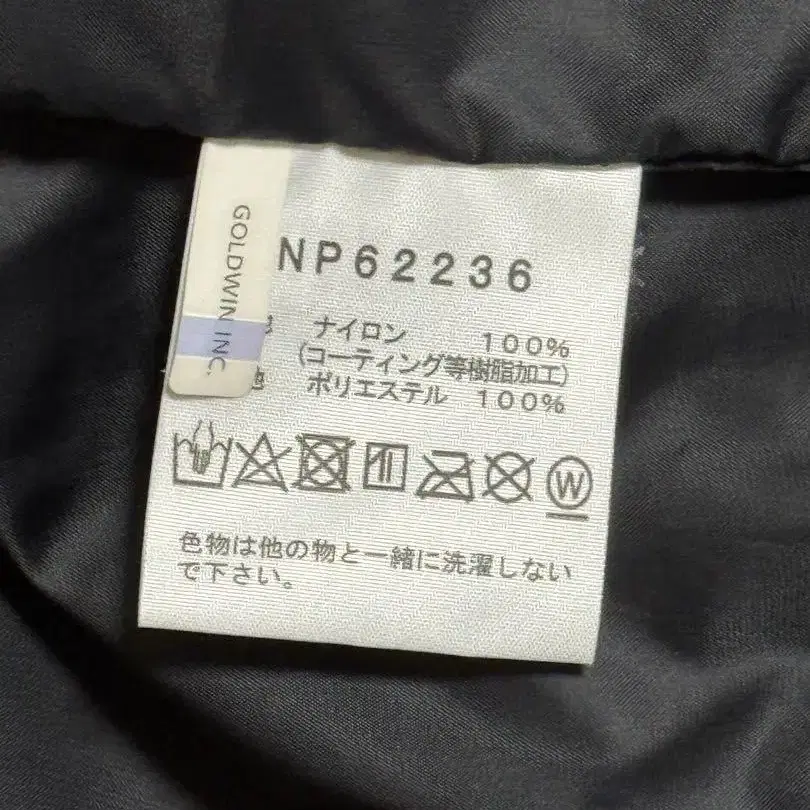 GOLDWIN INC.
NP62236
ナイロン 100%
(コーティング等樹脂加工)
地 ポリエステル 100%
W
色物は他の物と一緒に洗濯しない
で下さい。